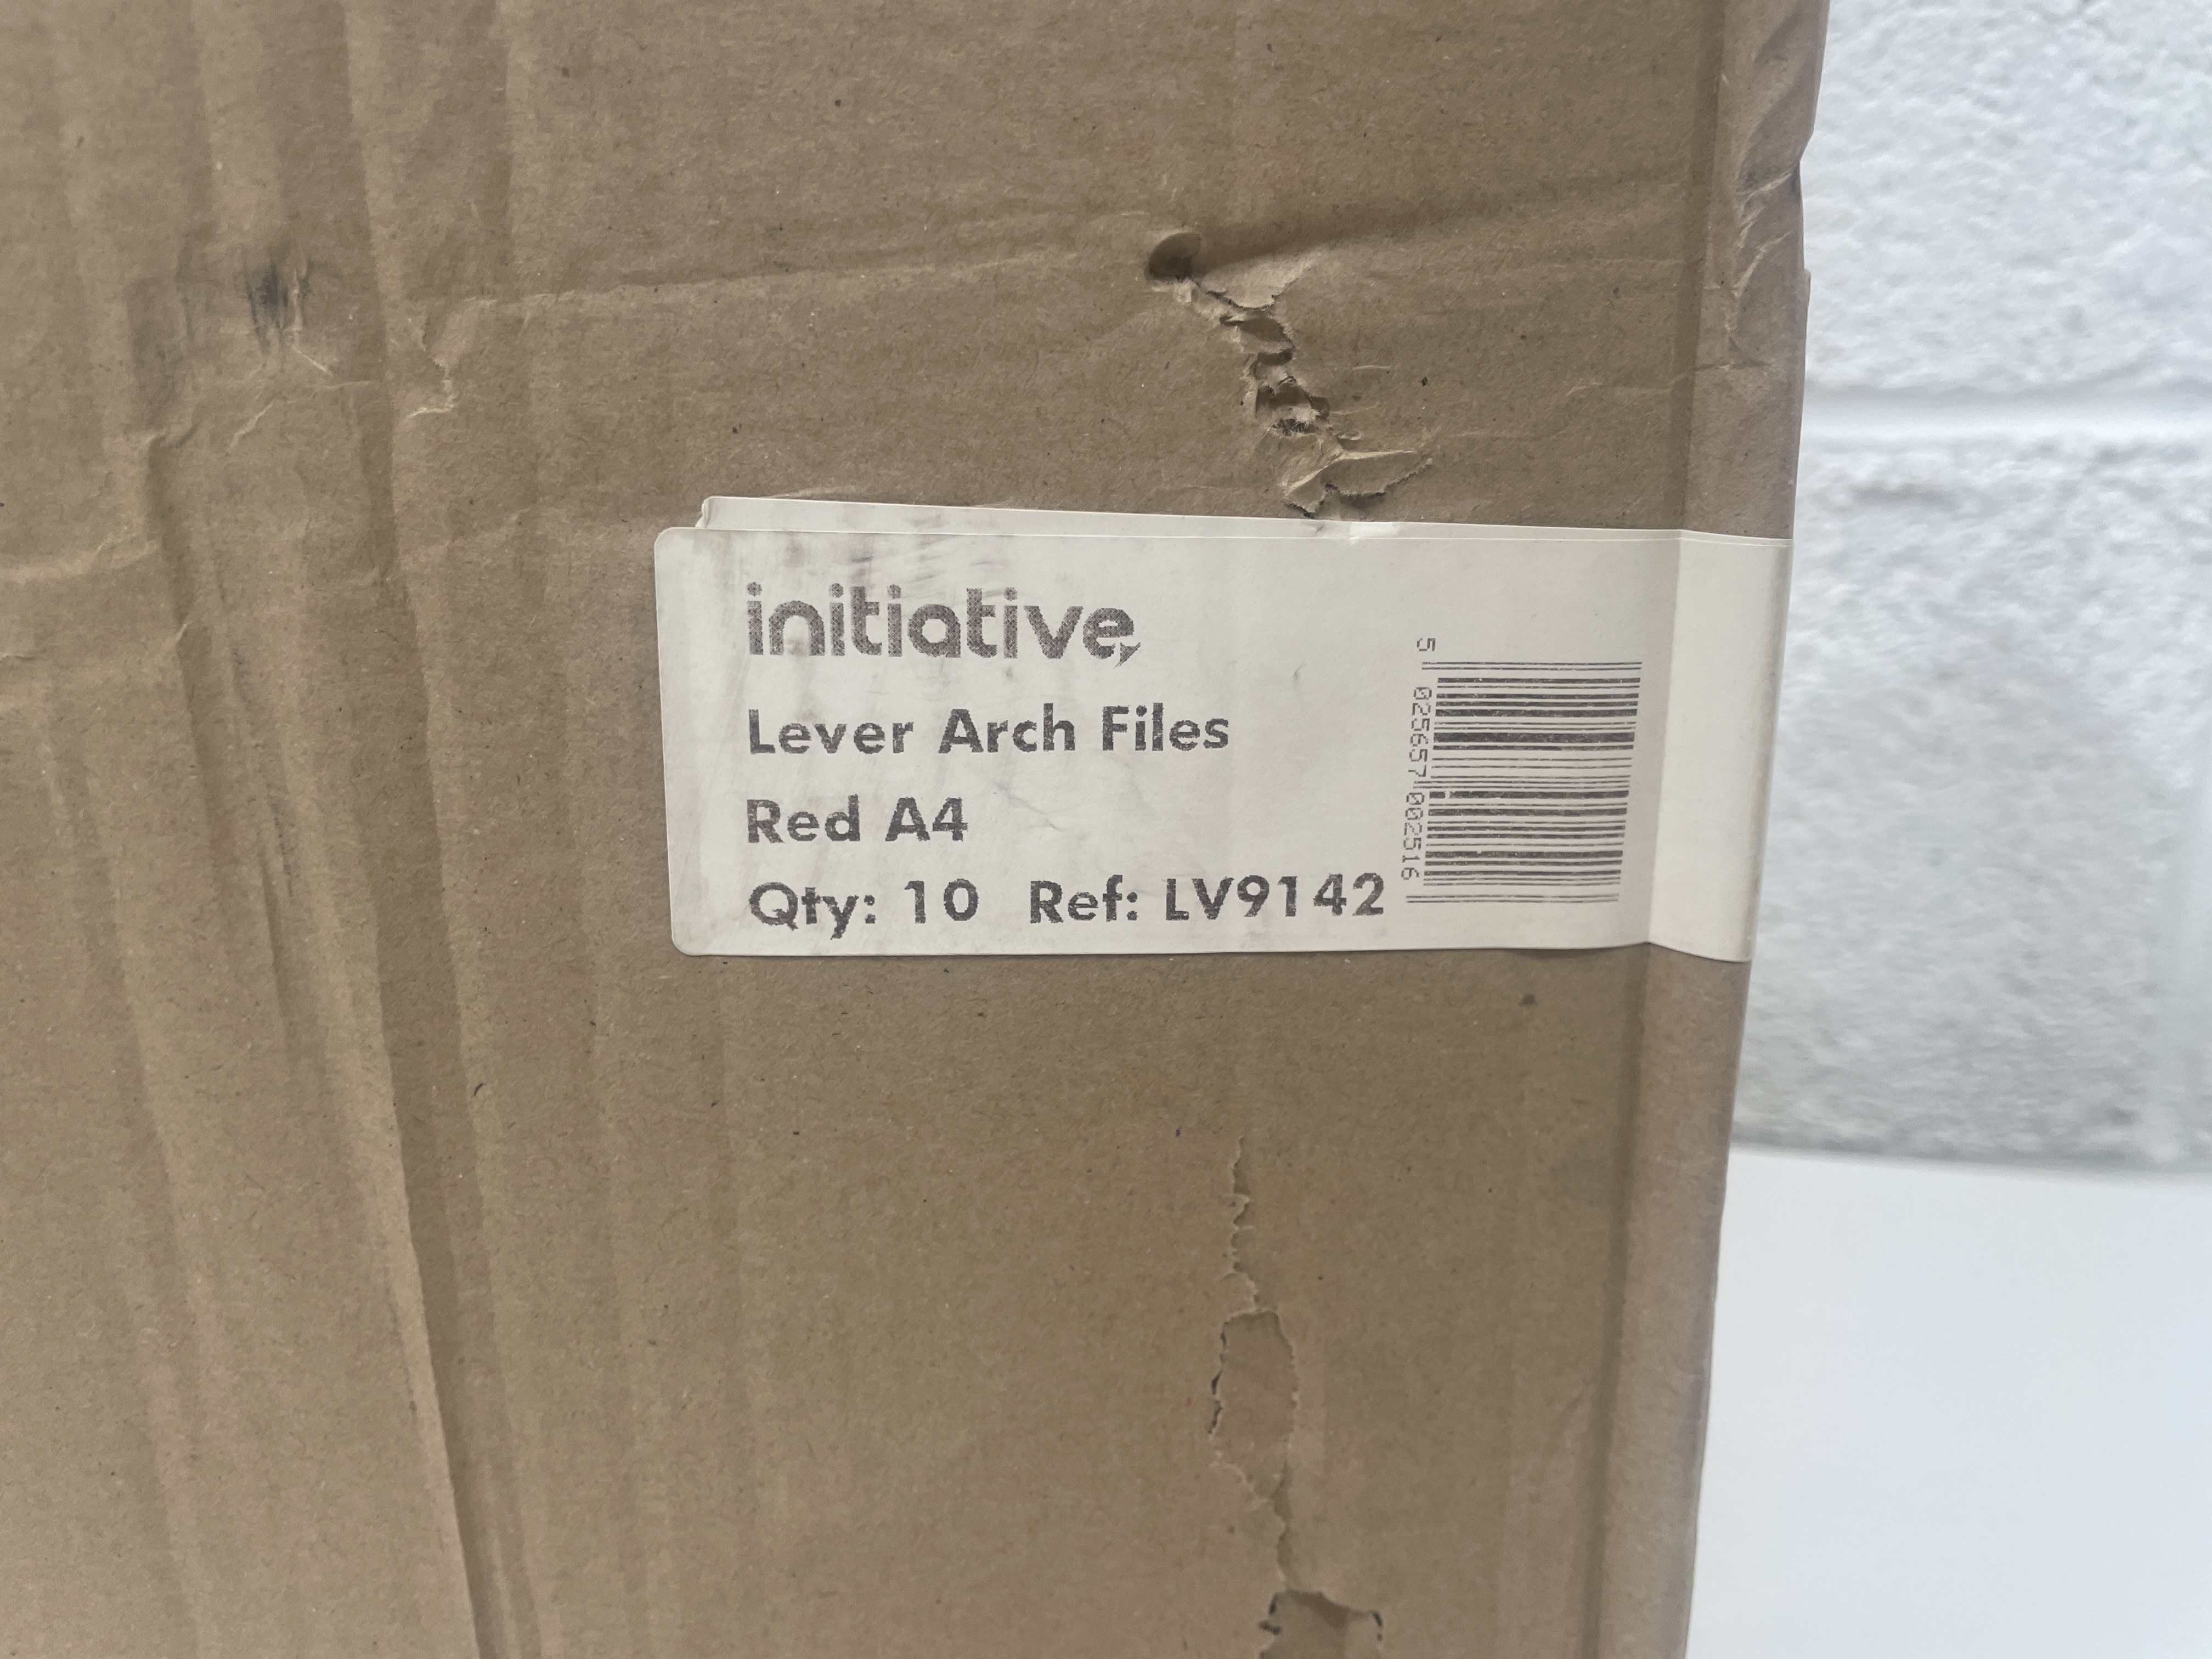 initiative
Lever Arch Files
Red A4
Qty: 10 Ref: LV9142
5 025657 002516